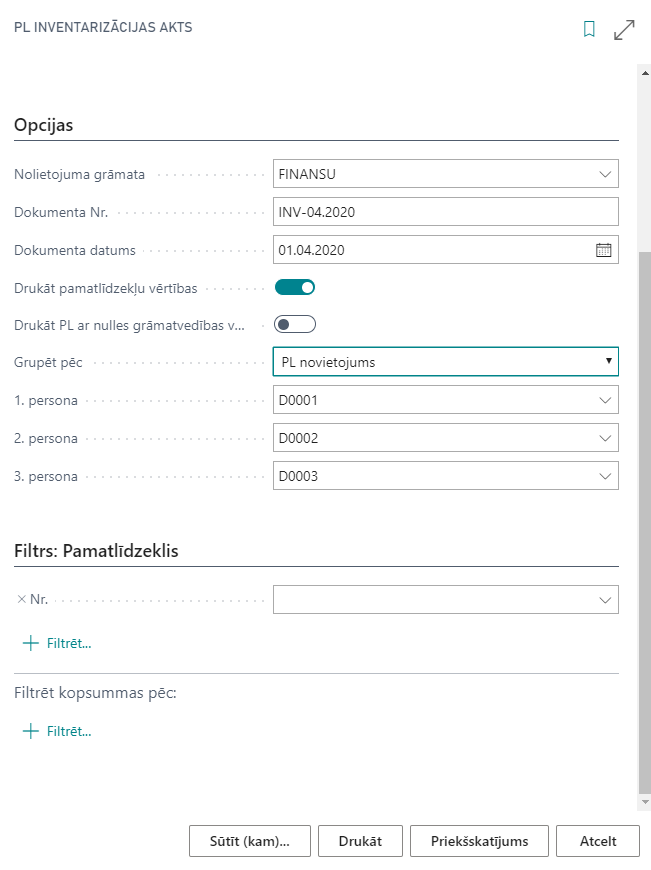 PL INVENTARIZĀCIJAS AKTS
Opcijas
Nolietojuma grāmata FINANSU
Dokumenta Nr. INV-04.2020
Dokumenta datums 01.04.2020
Drukāt pamatlīdzekļu vērtības
Drukāt PL ar nulles grāmatvedības v...
Grupēt pēc PL novietojums
1. persona D0001
2. persona D0002
3. persona D0003
Filtrs: Pamatlīdzeklis
× Nr.
+ Filtrēt...
Filtrēt kopsummas pēc:
+ Filtrēt...
Sūtīt (kam)... Drukāt Priekšskatījums Atcelt